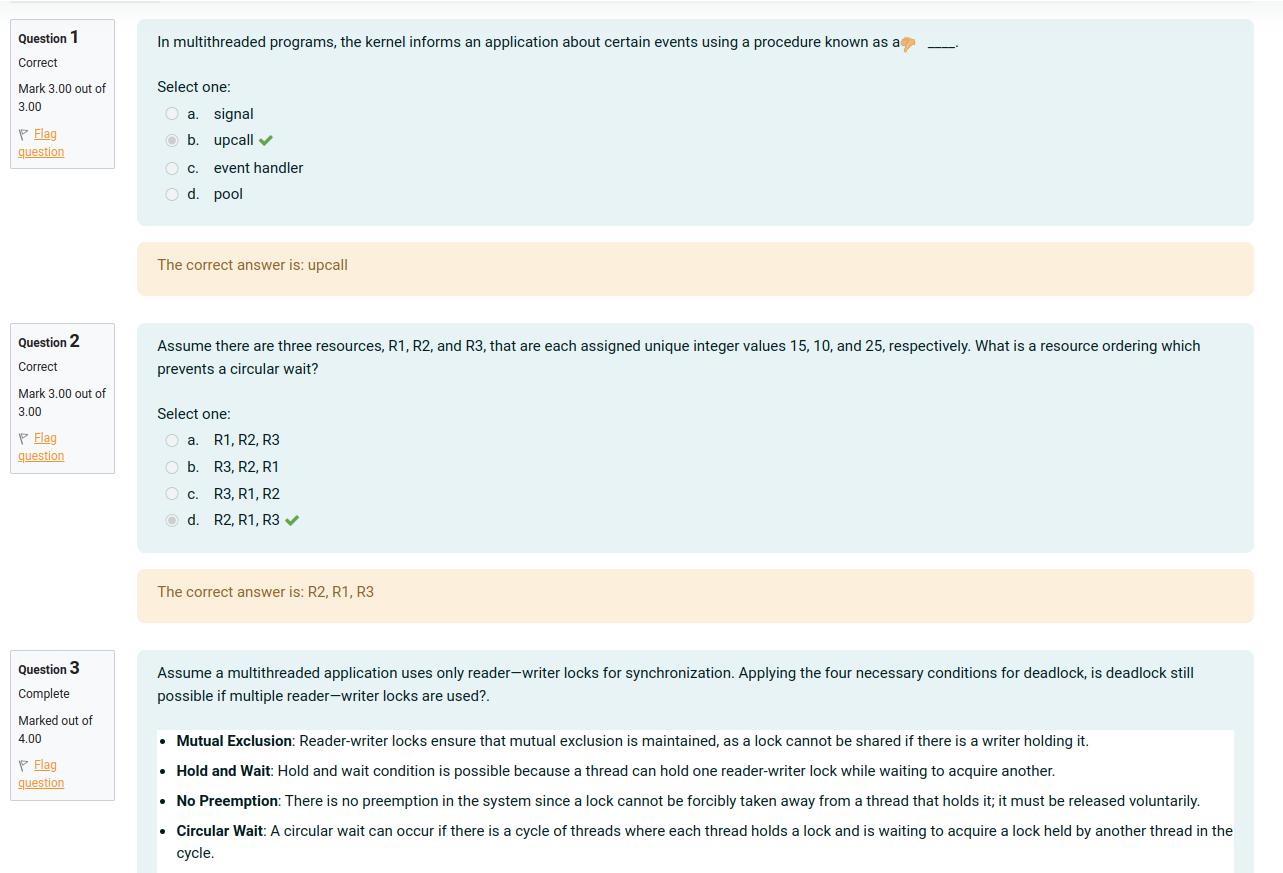 Question 1
Correct
Mark 3.00 out of
3.00
Flag
question
In multithreaded programs, the kernel informs an application about certain events using a procedure known as a ____.
Select one:
a. signal
b. upcall
c. event handler
d. pool
The correct answer is: upcall
Question 2
Correct
Mark 3.00 out of
3.00
Flag
question
Assume there are three resources, R1, R2, and R3, that are each assigned unique integer values 15, 10, and 25, respectively. What is a resource ordering which
prevents a circular wait?
Select one:
a. R1, R2, R3
b. R3, R2, R1
c. R3, R1, R2
d. R2, R1, R3
The correct answer is: R2, R1, R3
Question 3
Complete
Marked out of
4.00
Flag
question
Assume a multithreaded application uses only reader—writer locks for synchronization. Applying the four necessary conditions for deadlock, is deadlock still
possible if multiple reader—writer locks are used?.
• Mutual Exclusion: Reader-writer locks ensure that mutual exclusion is maintained, as a lock cannot be shared if there is a writer holding it.
• Hold and Wait: Hold and wait condition is possible because a thread can hold one reader-writer lock while waiting to acquire another.
• No Preemption: There is no preemption in the system since a lock cannot be forcibly taken away from a thread that holds it; it must be released voluntarily.
• Circular Wait: A circular wait can occur if there is a cycle of threads where each thread holds a lock and is waiting to acquire a lock held by another thread in the
cycle.